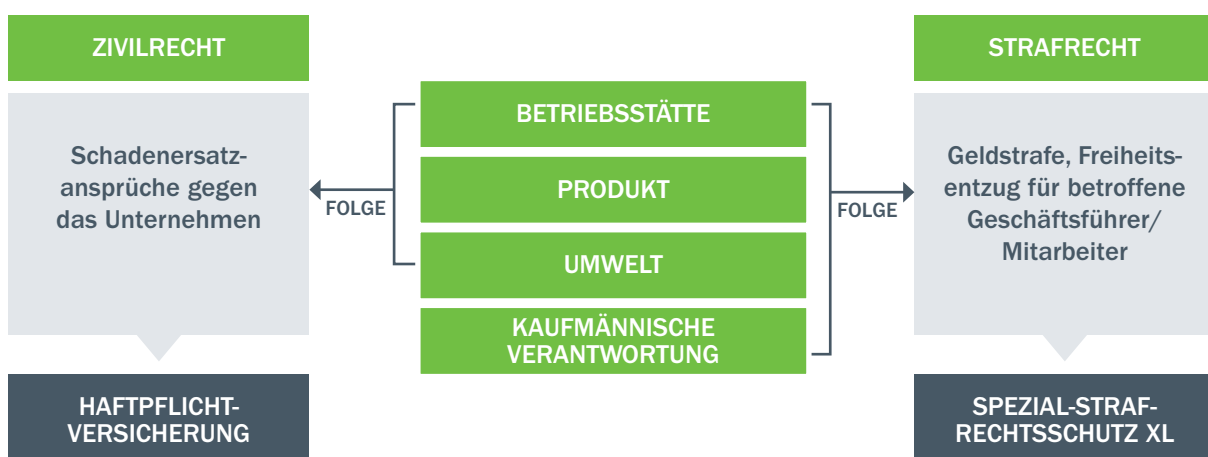 ZIVILRECHT
Schadenersatz-
ansprüche gegen
das Unternehmen
HAFTPFLICHT-
VERSICHERUNG
FOLGE
BETRIEBSSTÄTTE
PRODUKT
UMWELT
KAUFMÄNNISCHE
VERANTWORTUNG
FOLGE
STRAFRECHT
Geldstrafe, Freiheits-
entzug für betroffene
Geschäftsführer/
Mitarbeiter
SPEZIAL-STRAF-
RECHTSSCHUTZ XL